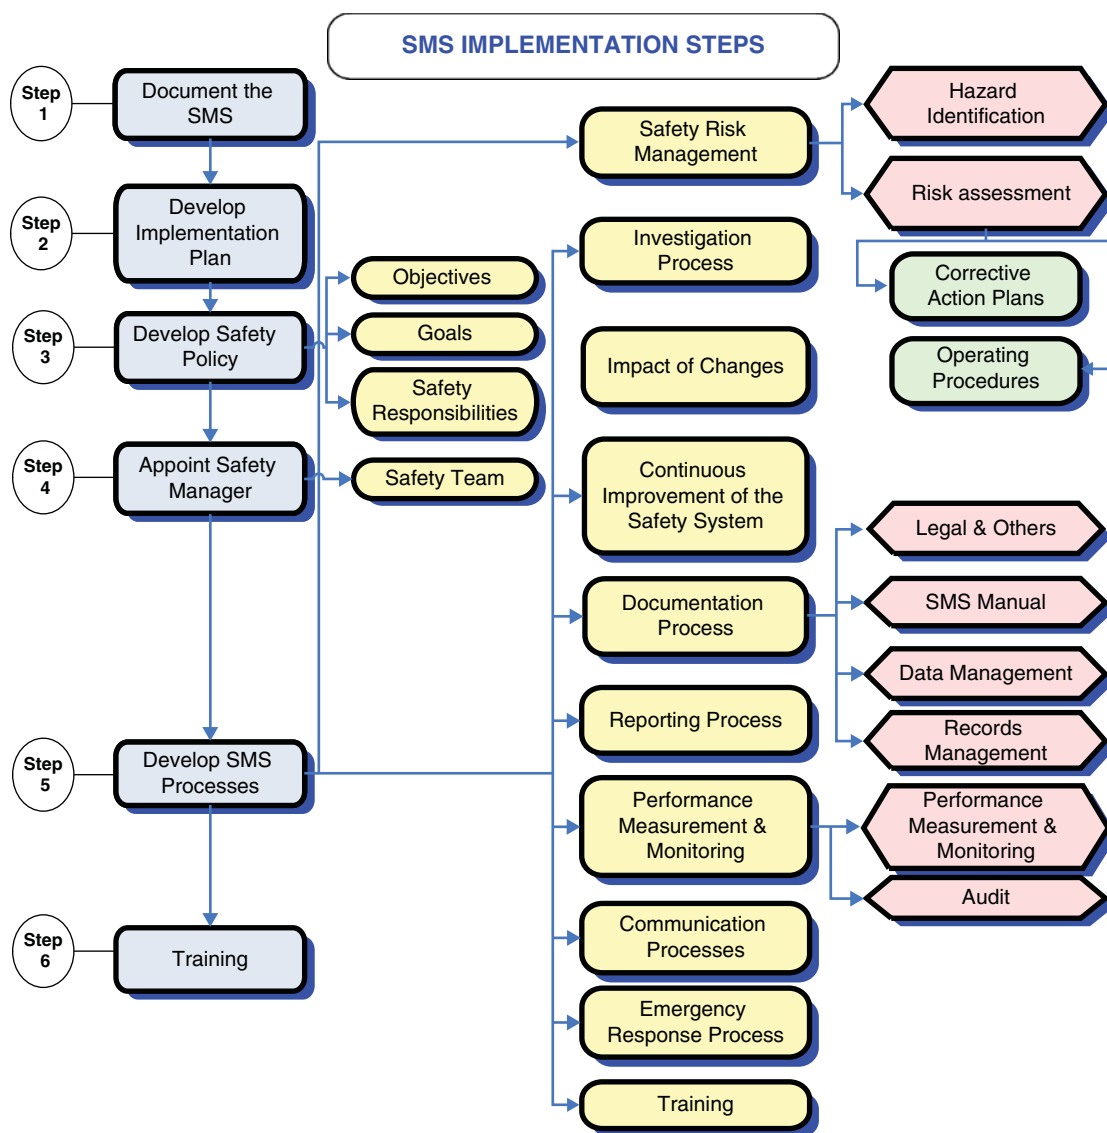 SMS IMPLEMENTATION STEPS
Step
1
Document the
SMS
Step
2
Develop
Implementation
Plan
Step
3
Develop Safety
Policy
Step
4
Appoint Safety
Manager
Step
5
Develop SMS
Processes
Step
6
Training
Objectives
Goals
Safety
Responsibilities
Safety Team
Safety Risk
Management
Investigation
Process
Impact of Changes
Continuous
Improvement of the
Safety System
Documentation
Process
Reporting Process
Performance
Measurement &
Monitoring
Communication
Processes
Emergency
Response Process
Training
Hazard
Identification
Risk assessment
Corrective
Action Plans
Operating
Procedures
Legal & Others
SMS Manual
Data Management
Records
Management
Performance
Measurement &
Monitoring
Audit